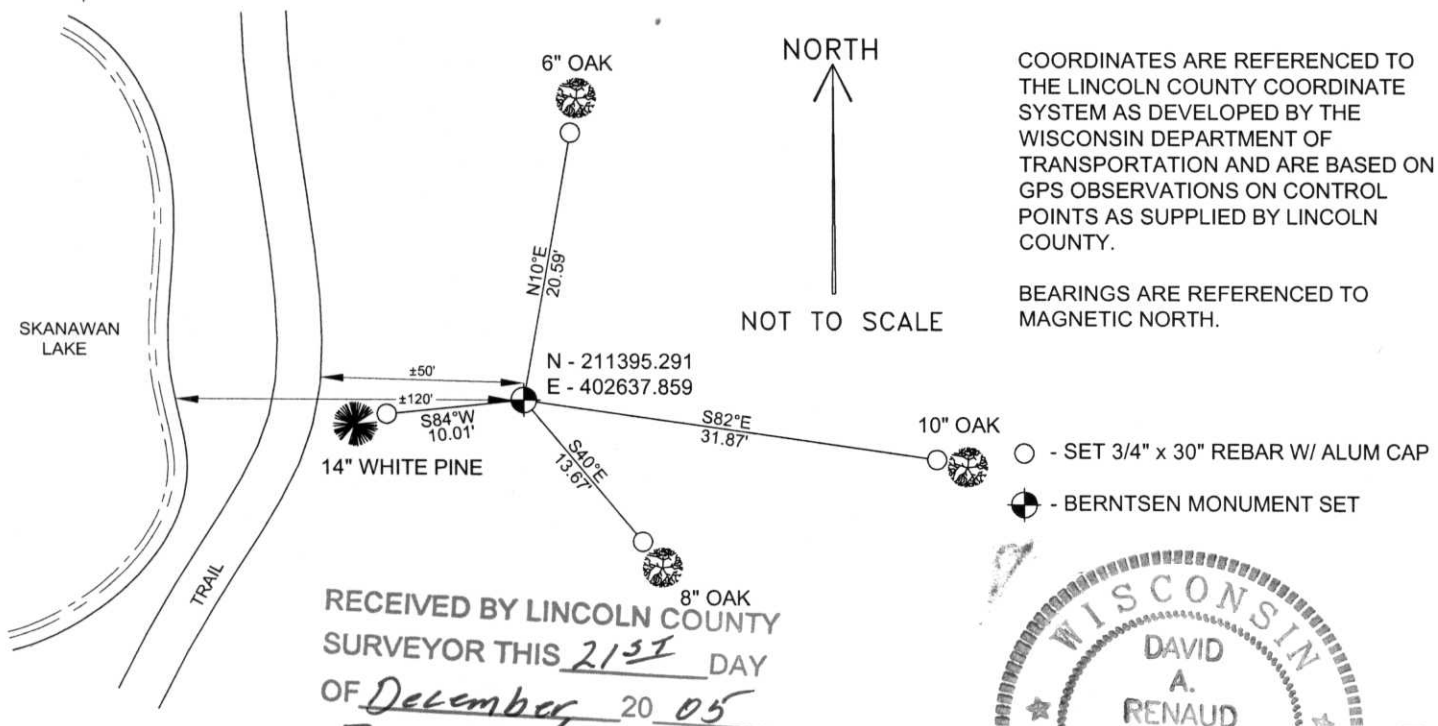 6" OAK
NORTH
COORDINATES ARE REFERENCED TO
THE LINCOLN COUNTY COORDINATE
SYSTEM AS DEVELOPED BY THE
WISCONSIN DEPARTMENT OF
TRANSPORTATION AND ARE BASED ON
GPS OBSERVATIONS ON CONTROL
POINTS AS SUPPLIED BY LINCOLN
COUNTY.
BEARINGS ARE REFERENCED TO
MAGNETIC NORTH.
N10°E
20.59'
NOT TO SCALE
SKANAWAN
LAKE
N - 211395.291
E - 402637.859
±50'
±120'
S84°W
10.01'
14" WHITE PINE
S82°E
31.87'
10" OAK
S40°E
13.67'
8" OAK
- SET 3/4" x 30" REBAR W/ ALUM CAP
- BERNTSEN MONUMENT SET
TRAIL
RECEIVED BY LINCOLN COUNTY
SURVEYOR THIS 21ST DAY
OF December 20 05
WISCONSIN
DAVID
A.
RENAUD